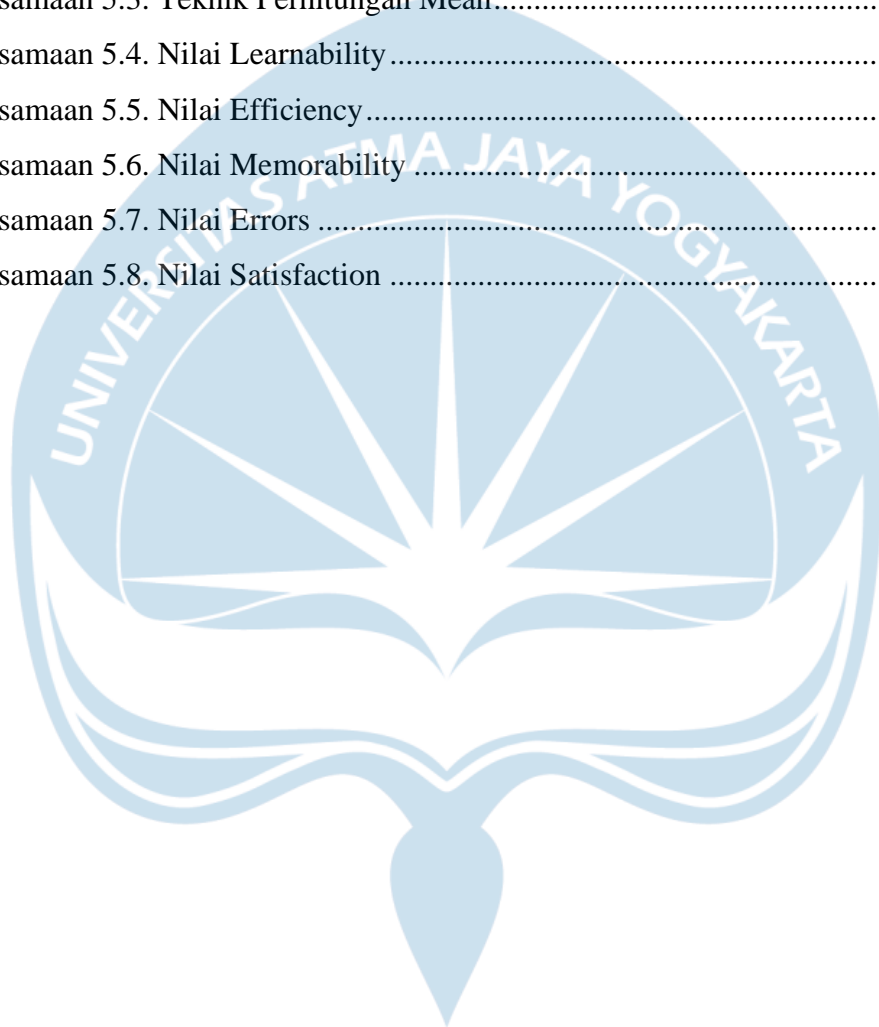 samaan 5.3. Teknik Perhitungan Mean..........................................................
samaan 5.4. Nilai Learnability.......................................................................
samaan 5.5. Nilai Efficiency..........................................................................
samaan 5.6. Nilai Memorability ....................................................................
samaan 5.7. Nilai Errors ................................................................................
samaan 5.8. Nilai Satisfaction .......................................................................
UNIVERSITAS ATMA JAYA YOGYAKARTA